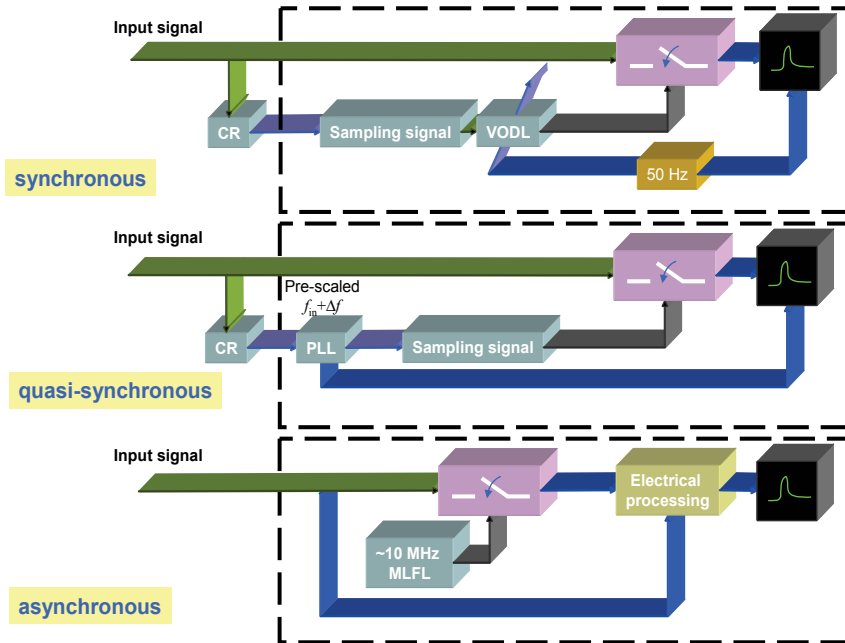 Input signal
CR
Sampling signal
VODL
50 Hz
synchronous
Input signal
Pre-scaled
fin+Δf
CR
PLL
Sampling signal
quasi-synchronous
Input signal
Electrical
processing
~10 MHz
MLFL
asynchronous